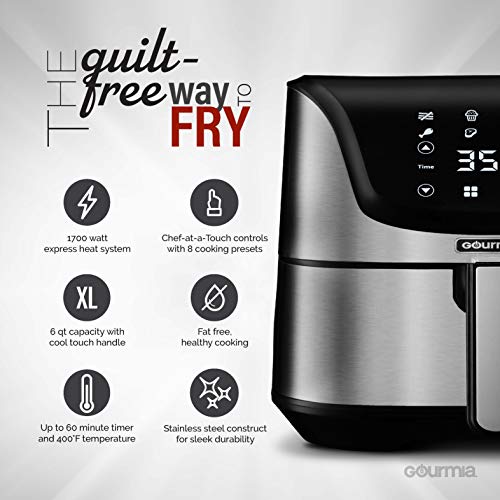 THE guilt-
free way TO
FRY
1700 watt
express heat system
Chef-at-a-Touch controls
with 8 cooking presets
XL
6 qt capacity with
cool touch handle
Fat free,
healthy cooking
Up to 60 minute timer
and 400°F temperature
Stainless steel construct
for sleek durability
Time
35
GOURM
GOURMIA